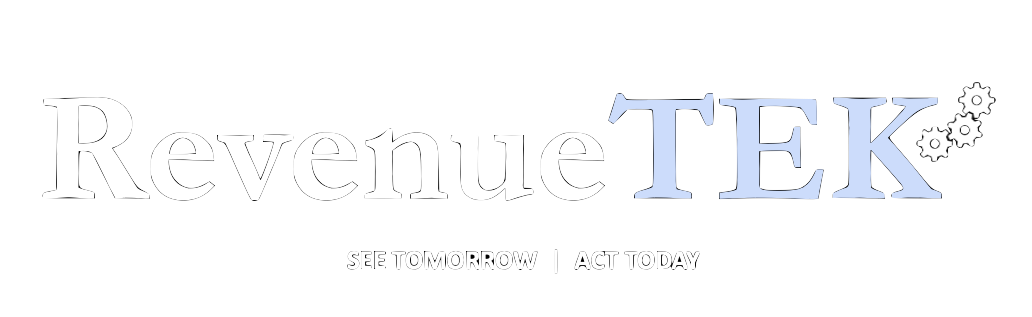 RevenueTEK
SEE TOMORROW | ACT TODAY